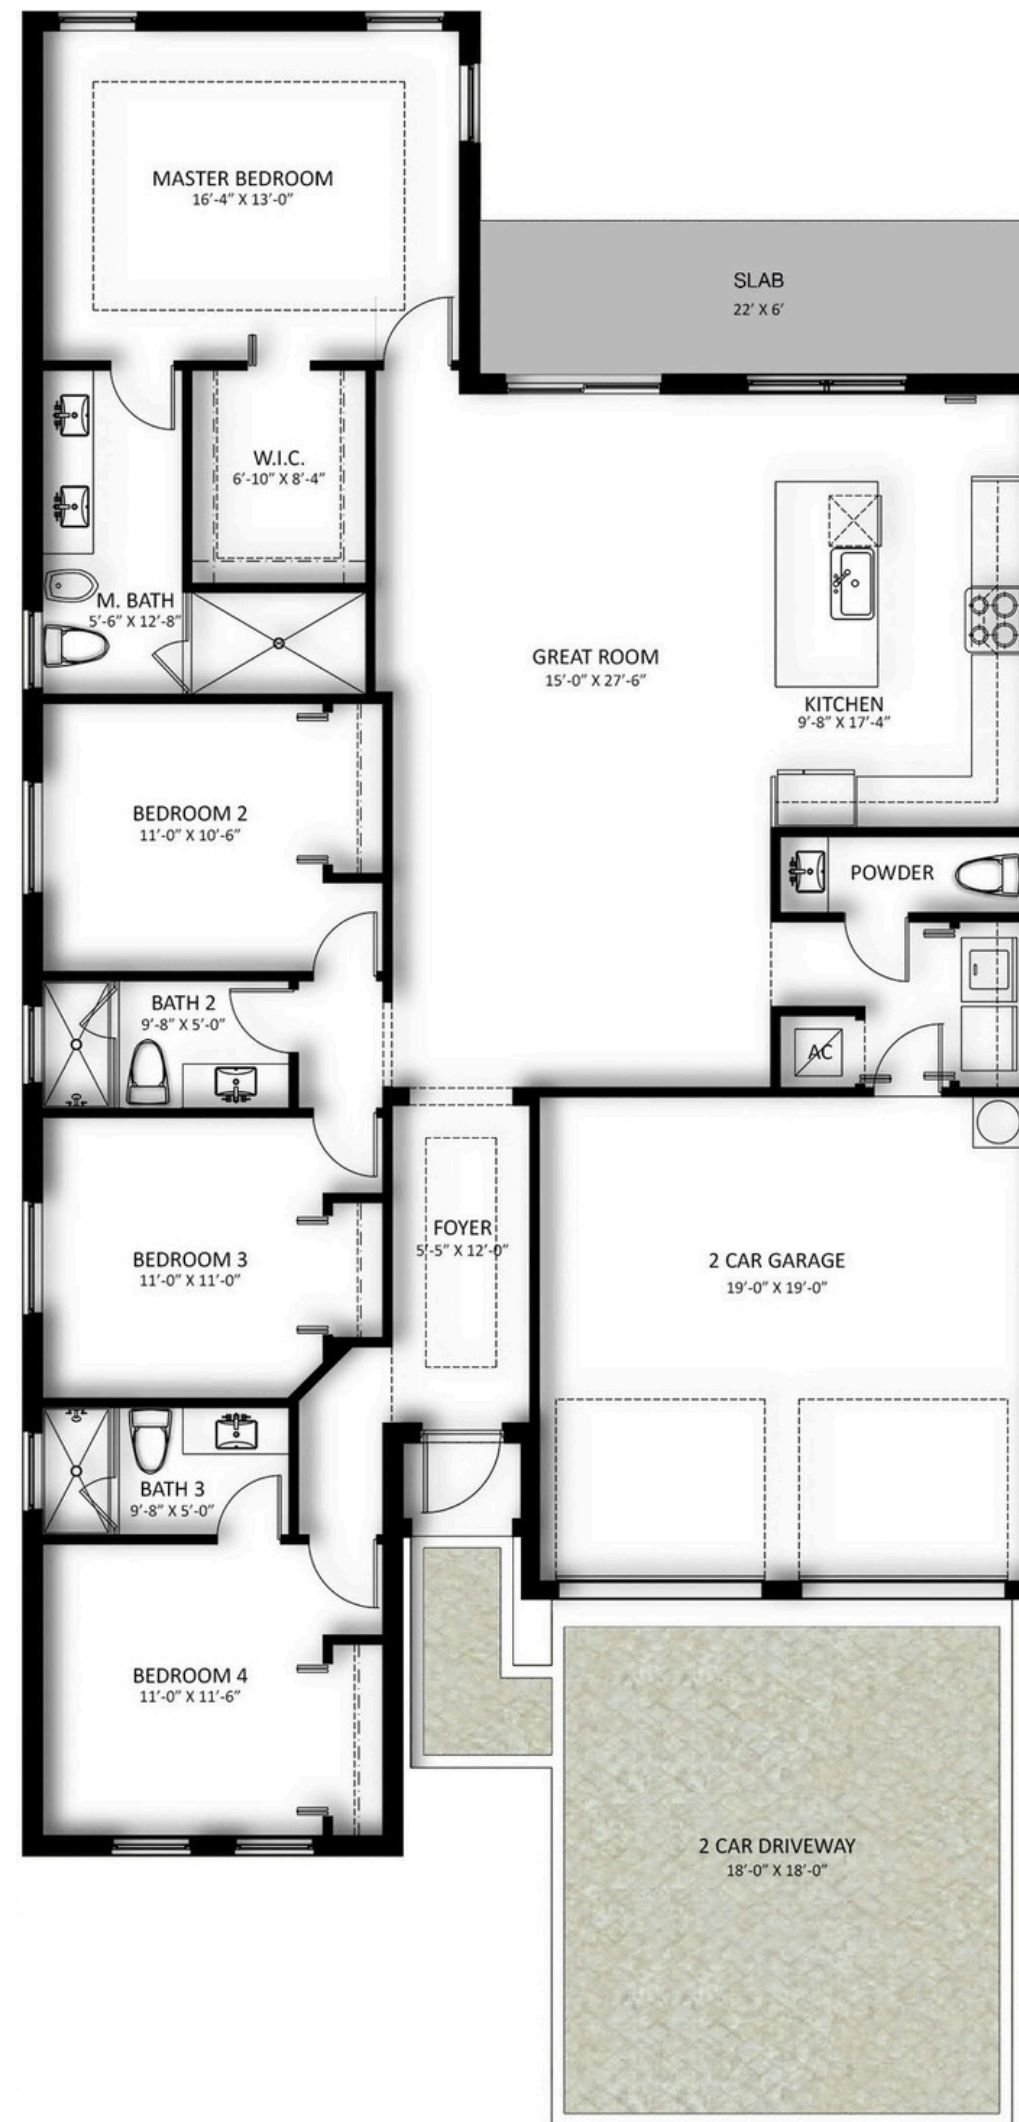 MASTER BEDROOM
16’-4” X 13’-0”
SLAB
22’ X 6’
W.I.C.
6’-10” X 8’-4”
M. BATH
5’-6” X 12’-8”
GREAT ROOM
15’-0” X 27’-6”
KITCHEN
9’-8” X 17’-4”
BEDROOM 2
11’-0” X 10’-6”
POWDER
BATH 2
9’-8” X 5’-0”
AC
FOYER
5’-5” X 12’-0”
BEDROOM 3
11’-0” X 11’-0”
2 CAR GARAGE
19’-0” X 19’-0”
BATH 3
9’-8” X 5’-0”
BEDROOM 4
11’-0” X 11’-6”
2 CAR DRIVEWAY
18’-0” X 18’-0”